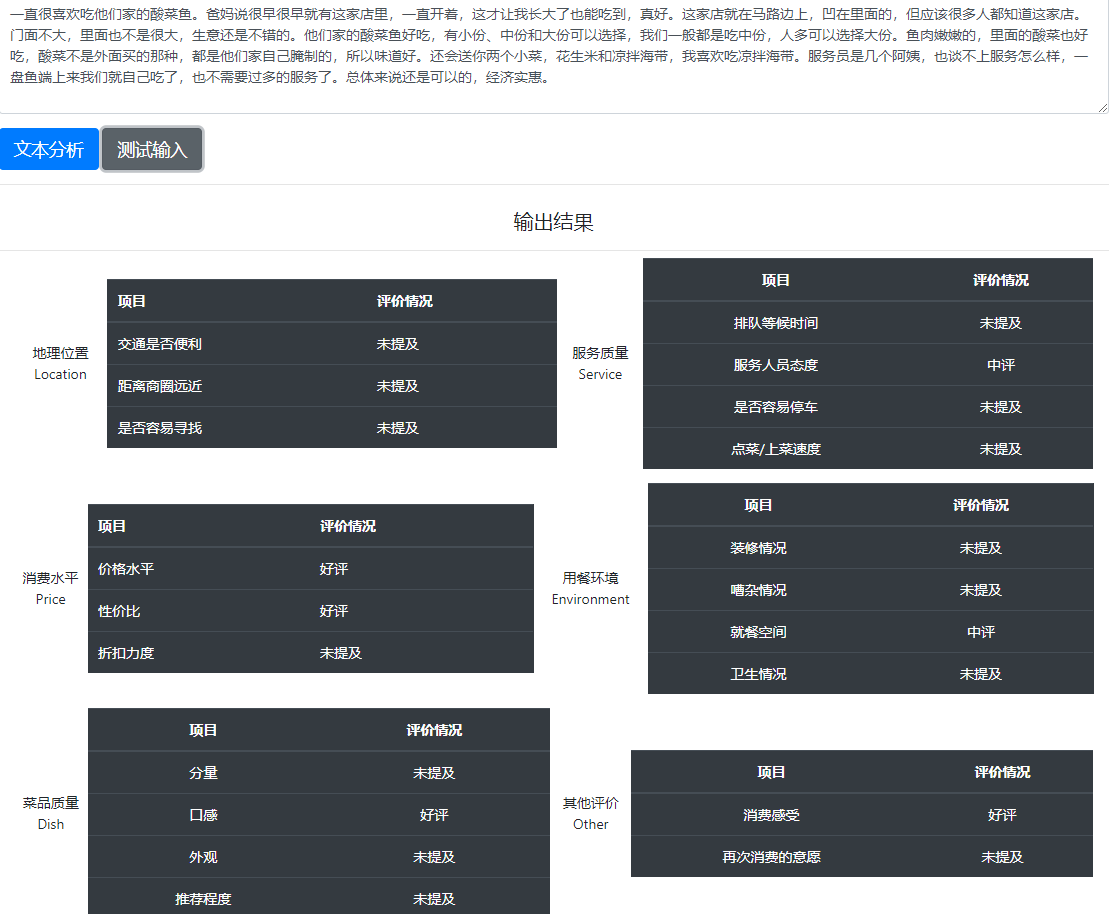 一直很喜欢吃他们家的酸菜鱼。爸妈说很早很早就有这家店里，一直开着，这才让我长大了也能吃到，真好。这家店就在马路边上，凹在里面的，但应该很多人都知道这家店。
门面不大，里面也不是很大，生意还是不错的。他们家的酸菜鱼好吃，有小份、中份和大份可以选择，我们一般都是吃中份，人多可以选择大份。鱼肉嫩嫩的，里面的酸菜也好
吃，酸菜不是外面买的那种，都是他们家自己腌制的，所以味道好。还会送你两个小菜，花生米和凉拌海带，我喜欢吃凉拌海带。服务员是几个阿姨，也谈不上服务怎么样，一
盘鱼端上来我们就自己吃了，也不需要过多的服务了。总体来说还是可以的，经济实惠。
文本分析 测试输入
输出结果
地理位置
Location
项目 评价情况
交通是否便利 未提及
距离商圈远近 未提及
是否容易寻找 未提及
服务质量
Service
项目 评价情况
排队等候时间 未提及
服务人员态度 中评
是否容易停车 未提及
点菜/上菜速度 未提及
消费水平
Price
项目 评价情况
价格水平 好评
性价比 好评
折扣力度 未提及
用餐环境
Environment
项目 评价情况
装修情况 未提及
嘈杂情况 未提及
就餐空间 中评
卫生情况 未提及
菜品质量
Dish
项目 评价情况
分量 未提及
口感 好评
外观 未提及
推荐程度 未提及
其他评价
Other
项目 评价情况
消费感受 好评
再次消费的意愿 未提及